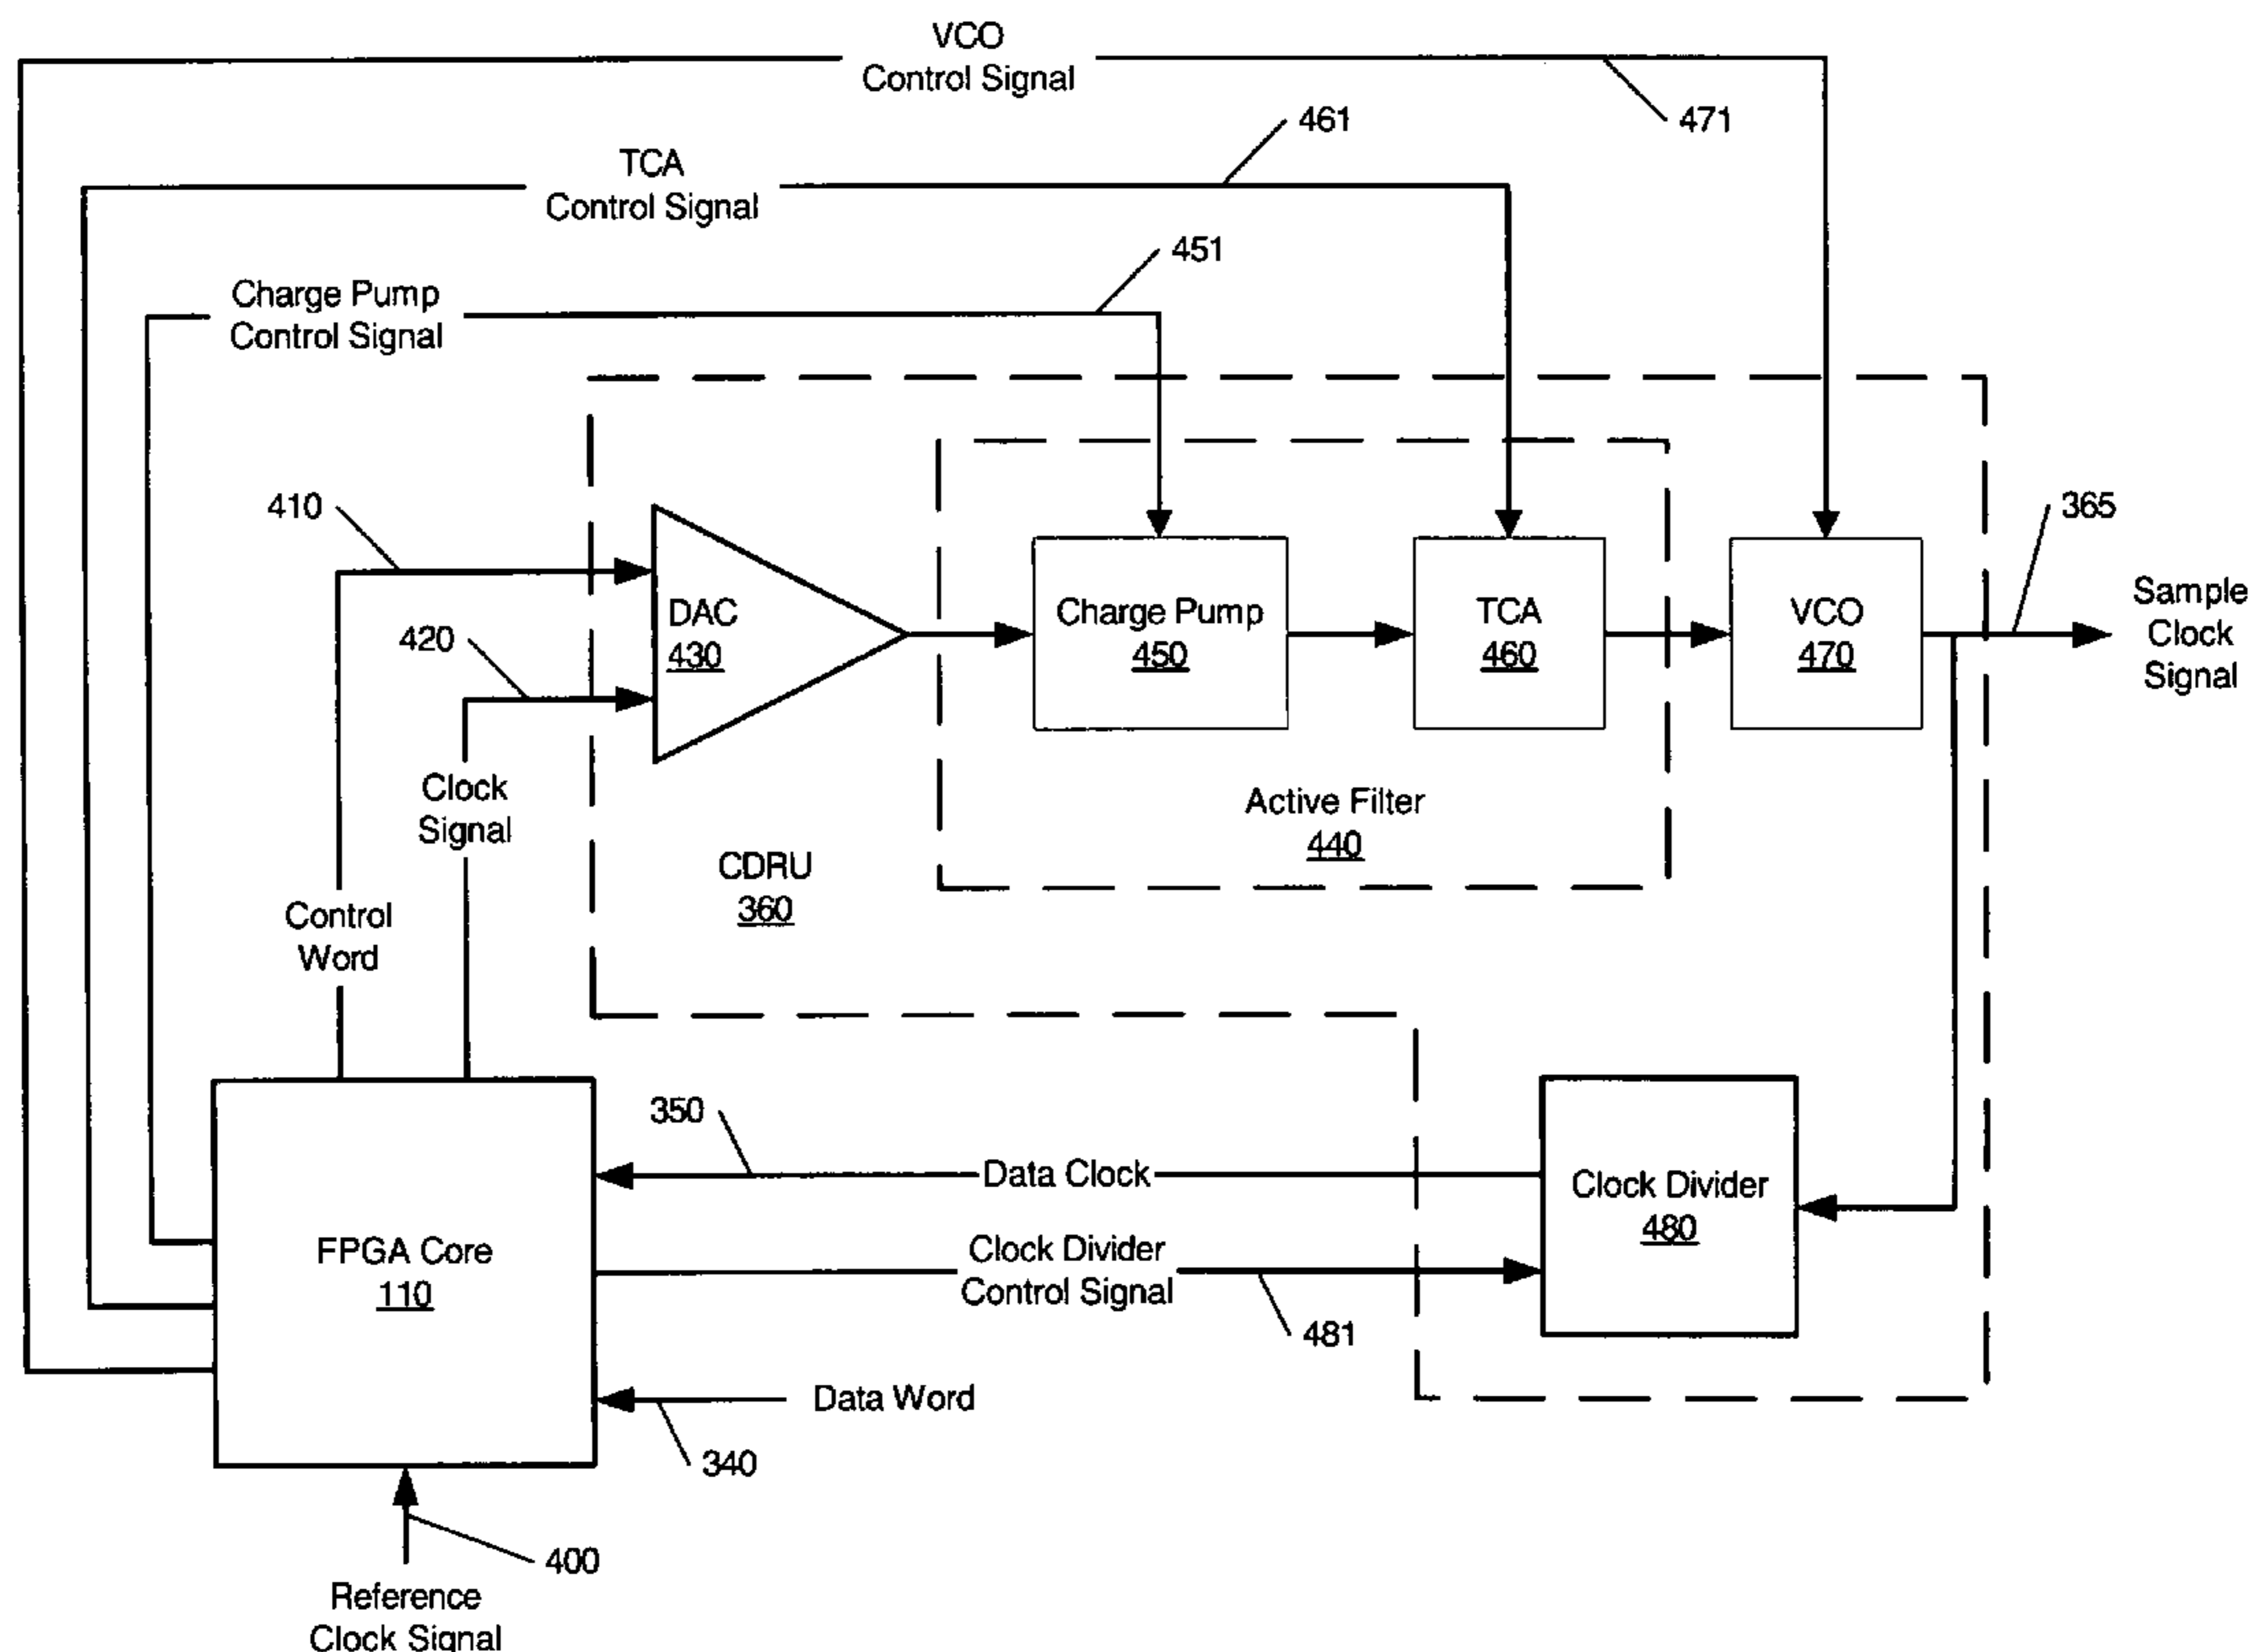 VCO
Control Signal
471
461
TCA
Control Signal
451
Charge Pump
Control Signal
410
365
420
DAC
430
Charge Pump
450
TCA
460
VCO
470
Sample
Clock
Signal
Clock
Signal
Active Filter
440
CDRU
360
Control
Word
350
Data Clock
Clock Divider
480
FPGA Core
110
Clock Divider
Control Signal
481
Data Word
340
400
Reference
Clock Signal